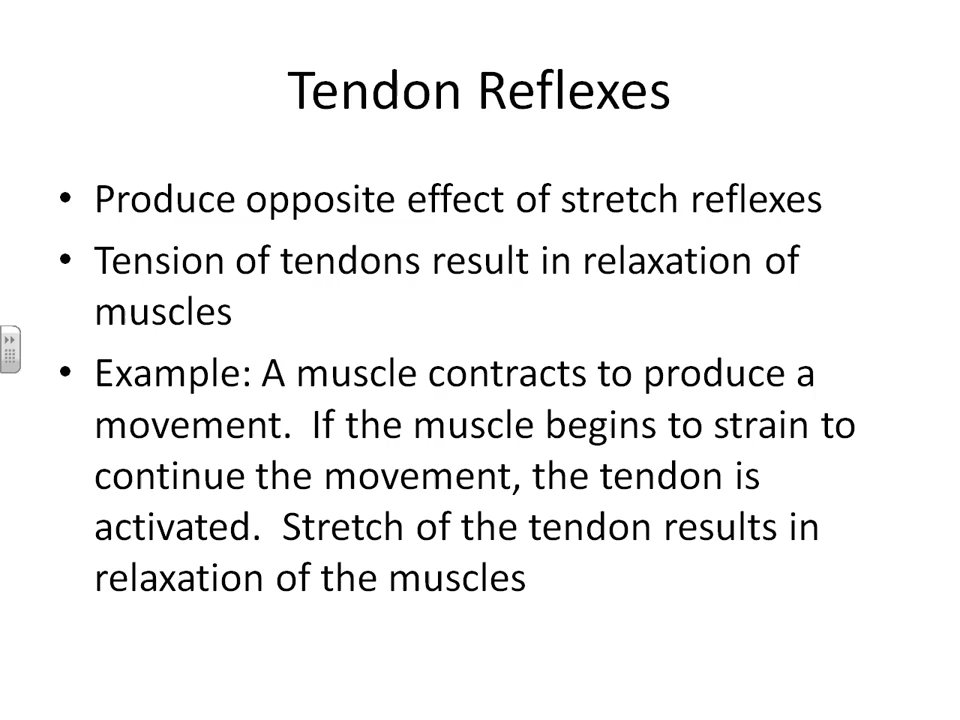 Tendon Reflexes
• Produce opposite effect of stretch reflexes
• Tension of tendons result in relaxation of
muscles
• Example: A muscle contracts to produce a
movement.  If the muscle begins to strain to
continue the movement, the tendon is
activated.  Stretch of the tendon results in
relaxation of the muscles